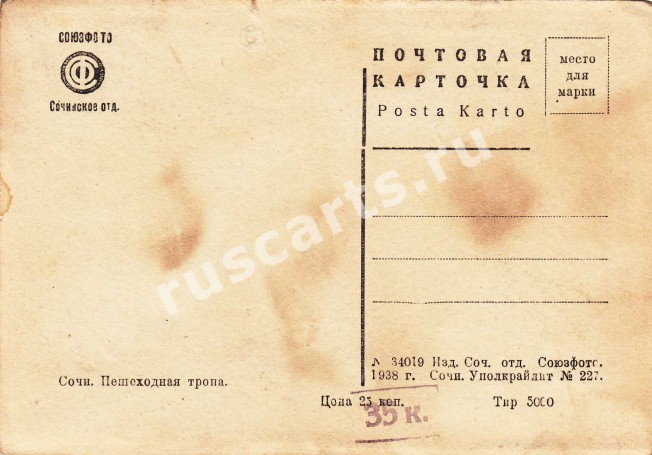 СОЮЗФОТО
Сочинское отд.
ПОЧТОВАЯ
КАРТОЧКА
Posta Karto
место
для
марки
Сочи. Пешеходная тропа.
№ 34019 Изд. Соч. отд. Союзфото.
1938 г. Сочи. Уполкрайлит № 227.
Цена 25 коп.
Тир 5000
35 к.
ruscarts.ru